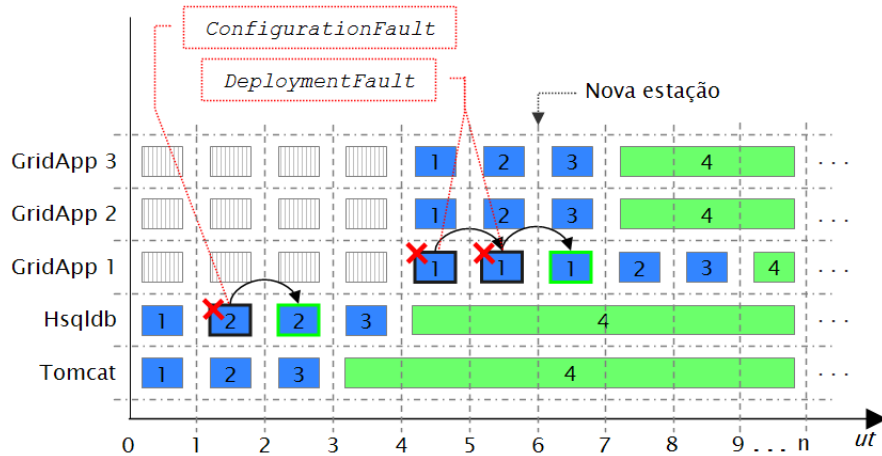 ConfigurationFault
DeploymentFault
Nova estação
GridApp 3 1 2 3 4 ...
GridApp 2 1 2 3 4 ...
GridApp 1 1 1 1 2 3 4 ...
Hsqldb 1 2 2 3 4 ...
Tomcat 1 2 3 4 ...
0 1 2 3 4 5 6 7 8 9 ... n ut